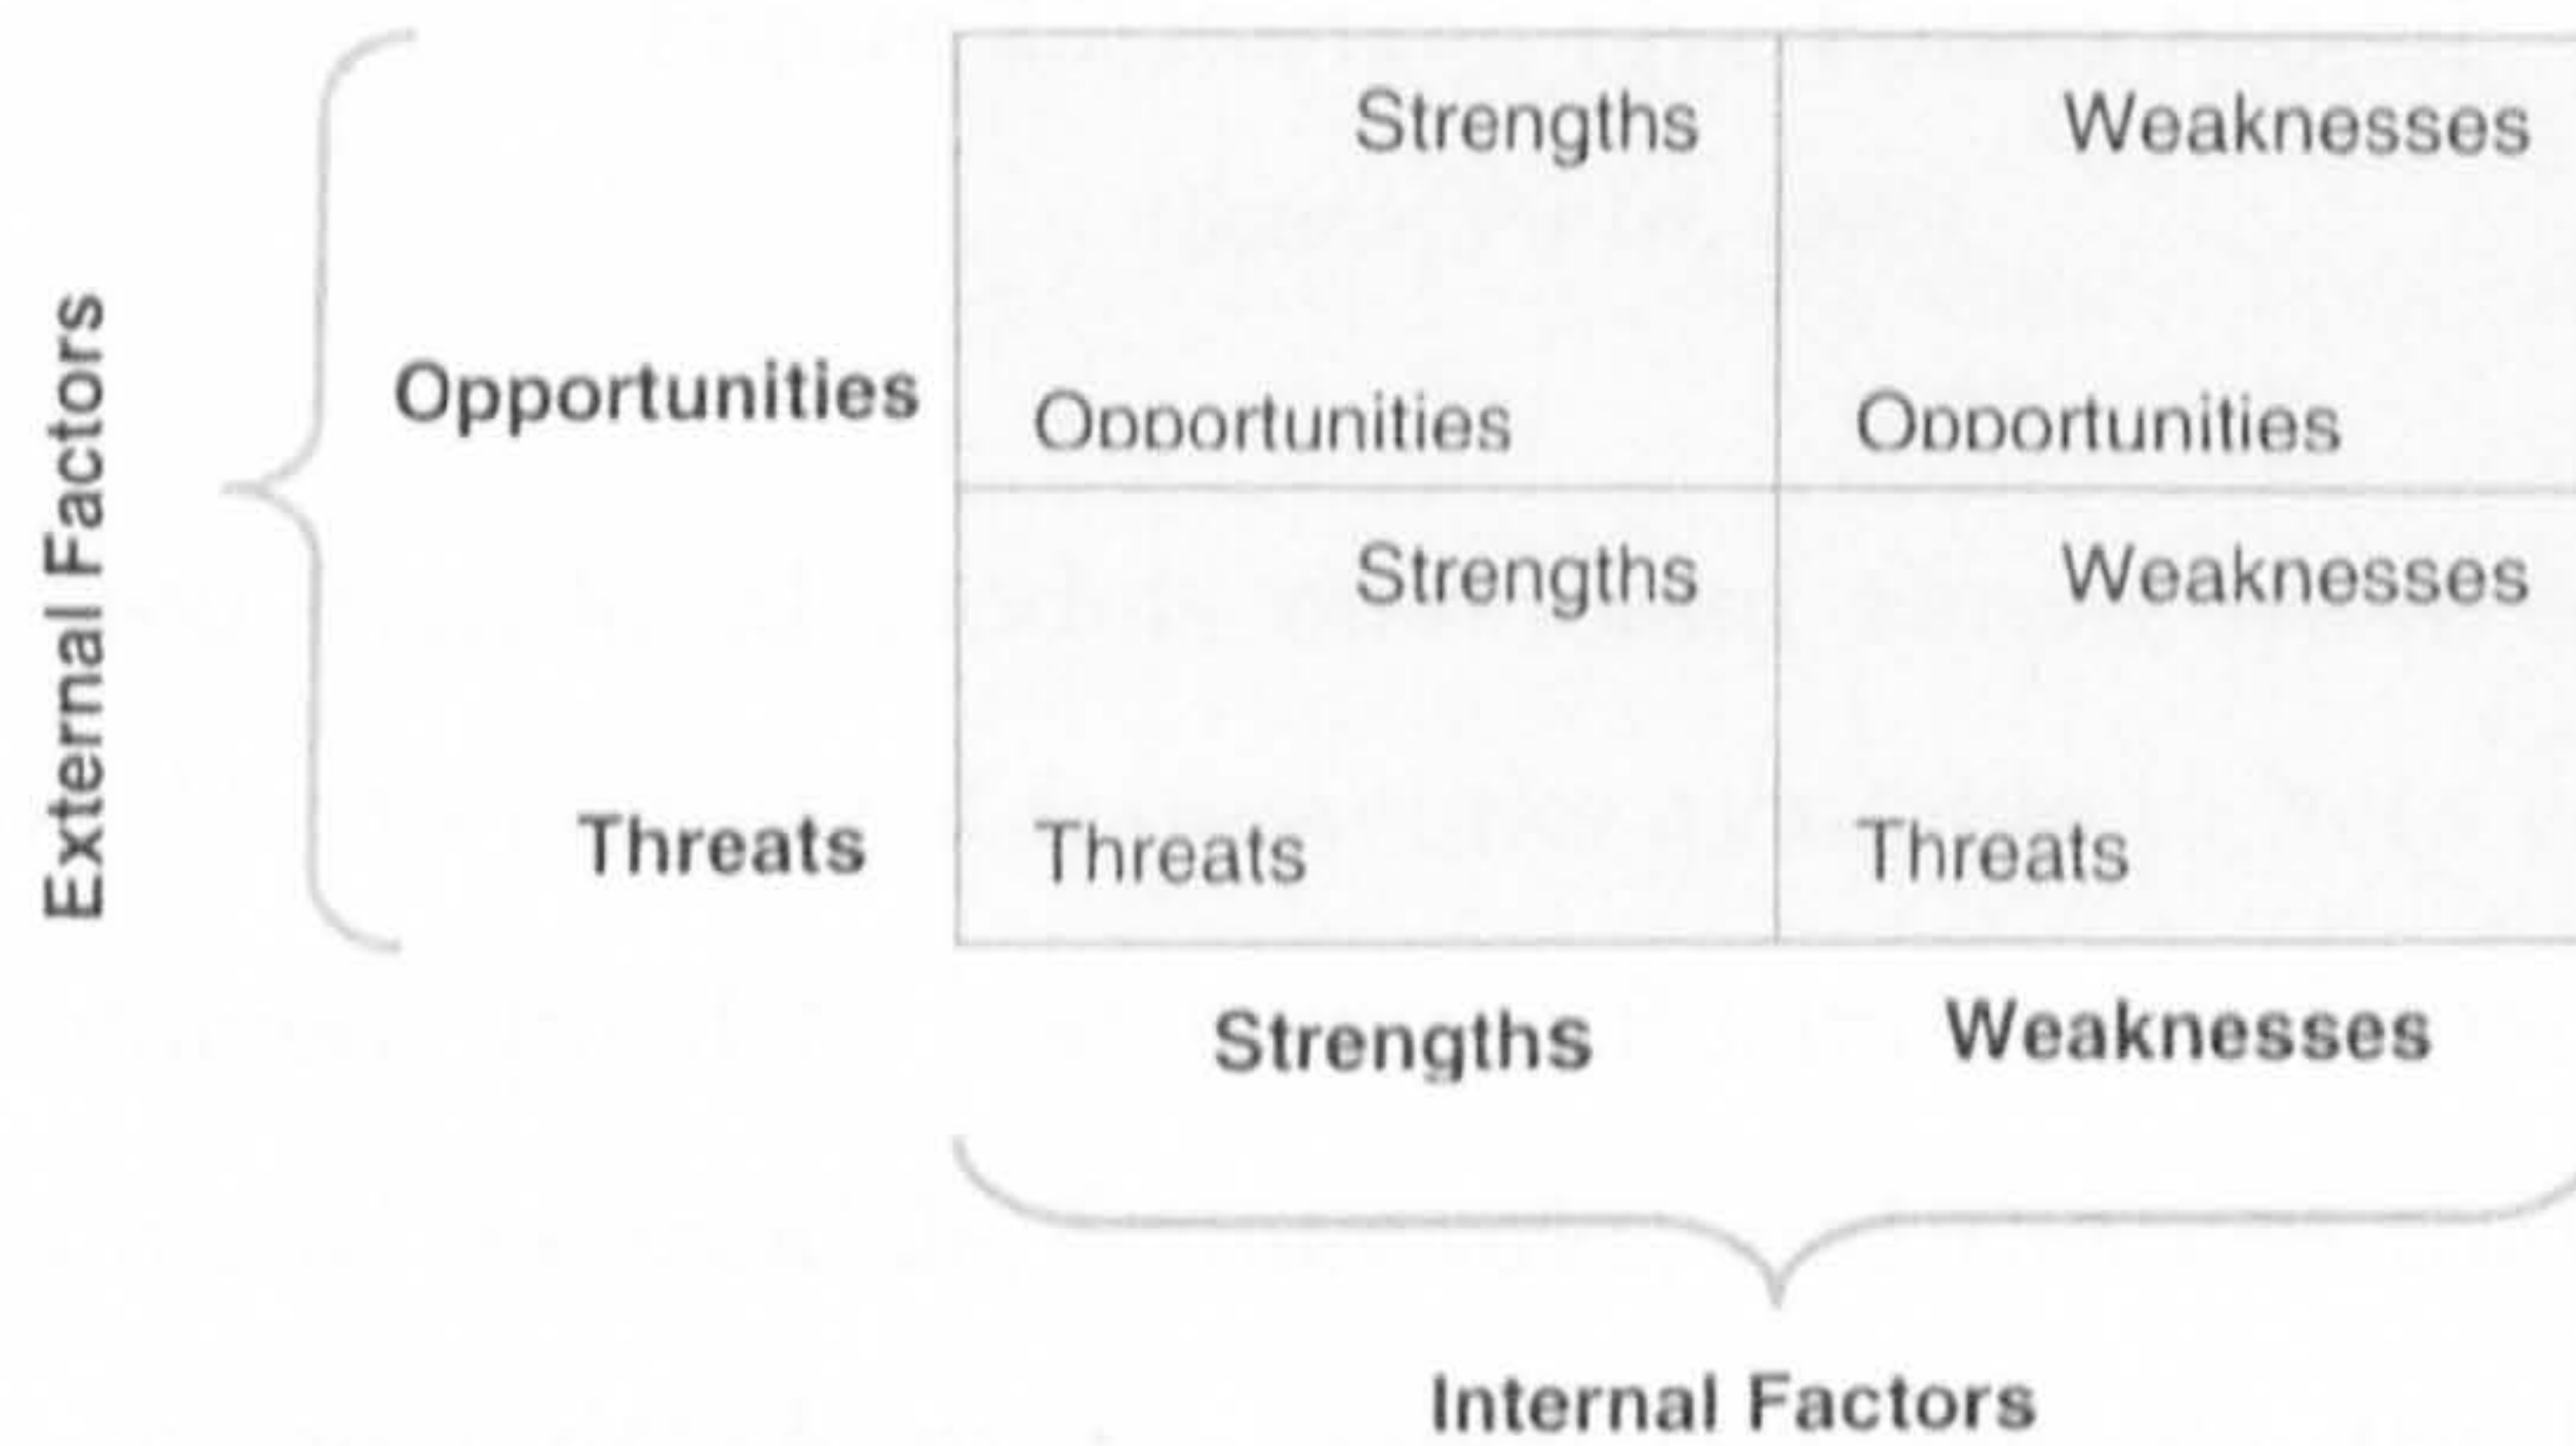 External Factors
Strengths Weaknesses
Opportunities Opportunities Opportunities
Strengths Weaknesses
Threats Threats Threats
Strengths Weaknesses
Internal Factors